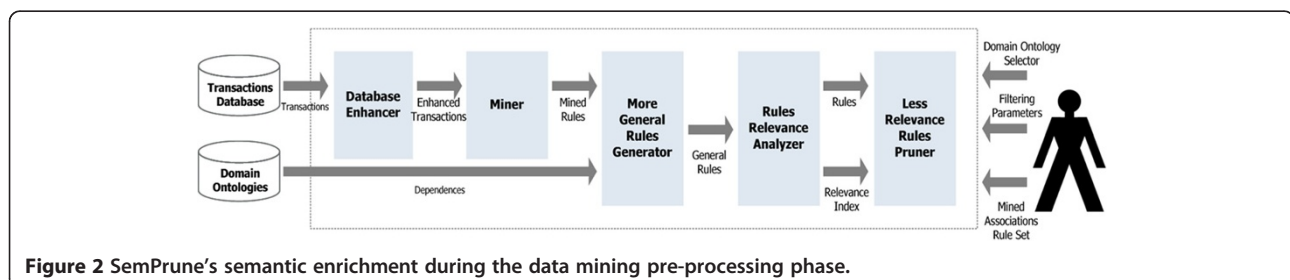 Transactions
Database
Transactions
Database
Enhancer
Enhanced
Transactions
Miner
Mined
Rules
More
General
Rules
Generator
General
Rules
Rules
Relevance
Analyzer
Rules
Relevance
Index
Less
Relevance
Rules
Pruner
Domain Ontology
Selector
Filtering
Parameters
Mined
Associations
Rule Set
Domain
Ontologies
Dependences
Figure 2 SemPrune's semantic enrichment during the data mining pre-processing phase.